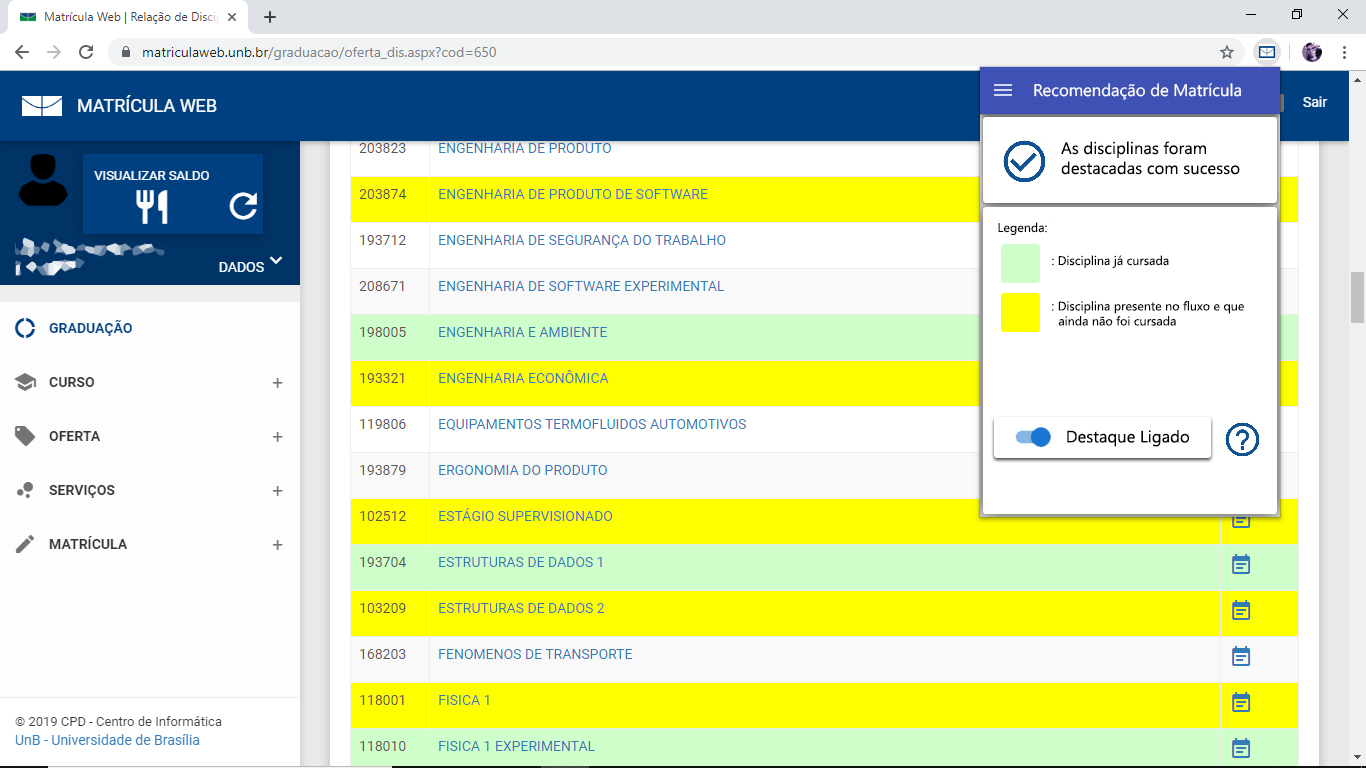 Matrícula Web | Relação de Discip
matriculaweb.unb.br/graduacao/oferta_dis.aspx?cod=650
MATRÍCULA WEB
Sair
Recomendação de Matrícula
As disciplinas foram
destacadas com sucesso
Legenda:
: Disciplina já cursada
: Disciplina presente no fluxo e que
ainda não foi cursada
Destaque Ligado
VISUALIZAR SALDO
DADOS
GRADUAÇÃO
CURSO +
OFERTA +
SERVIÇOS +
MATRÍCULA +
© 2019 CPD - Centro de Informática
UnB - Universidade de Brasília
203823 ENGENHARIA DE PRODUTO
203874 ENGENHARIA DE PRODUTO DE SOFTWARE
193712 ENGENHARIA DE SEGURANÇA DO TRABALHO
208671 ENGENHARIA DE SOFTWARE EXPERIMENTAL
198005 ENGENHARIA E AMBIENTE
193321 ENGENHARIA ECONÔMICA
119806 EQUIPAMENTOS TERMOFLUIDOS AUTOMOTIVOS
193879 ERGONOMIA DO PRODUTO
102512 ESTÁGIO SUPERVISIONADO
193704 ESTRUTURAS DE DADOS 1
103209 ESTRUTURAS DE DADOS 2
168203 FENOMENOS DE TRANSPORTE
118001 FISICA 1
118010 FISICA 1 EXPERIMENTAL